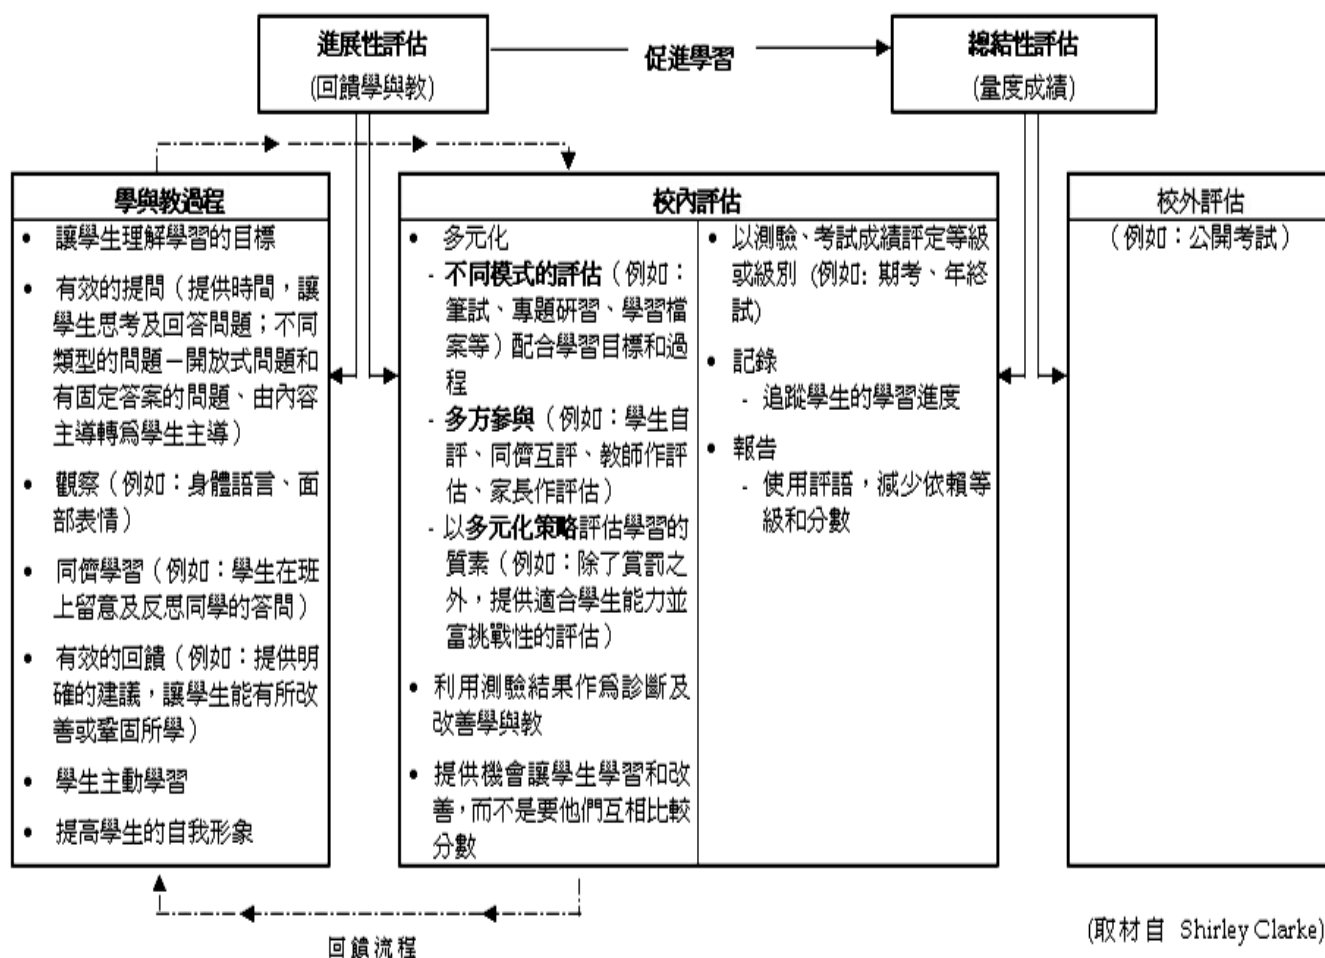 進展性評估
(回饋學與教)
促進學習
總結性評估
(量度成績)
學與教過程
• 讓學生理解學習的目標
• 有效的提問（提供時間，讓
學生思考及回答問題；不同
類型的問題－開放式問題和
有固定答案的問題、由內容
主導轉為學生主導）
• 觀察（例如：身體語言、面
部表情）
• 同儕學習（例如：學生在班
上留意及反思同學的答問）
• 有效的回饋（例如：提供明
確的建議，讓學生能有所改
善或鞏固所學）
• 學生主動學習
• 提高學生的自我形象
校內評估
• 多元化
- 不同模式的評估（例如：
筆試、專題研習、學習檔
案等）配合學習目標和過
程
- 多方參與（例如：學生自
評、同儕互評、教師作評
估、家長作評估）
- 以多元化策略評估學習的
質素（例如：除了賞罰之
外，提供適合學生能力並
富挑戰性的評估）
• 利用測驗結果作為診斷及
改善學與教
• 提供機會讓學生學習和改
善，而不是要他們互相比較
分數
• 以測驗、考試成績評定等級
或級別 (例如: 期考、年終
試)
• 記錄
- 追蹤學生的學習進度
• 報告
- 使用評語，減少依賴等
級和分數
校外評估
（例如：公開考試）
回饋流程
(取材自 Shirley Clarke)